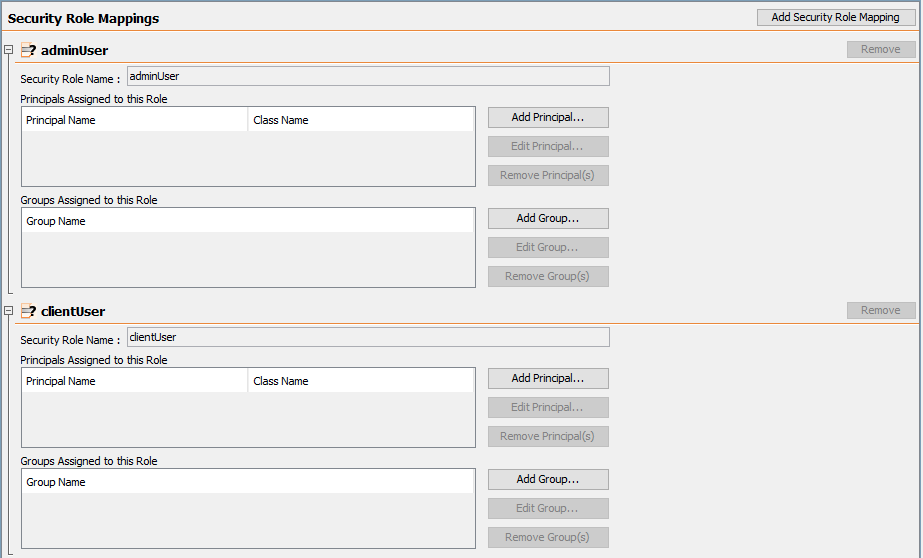 Security Role Mappings Add Security Role Mapping
adminUser Remove
Security Role Name : adminUser
Principals Assigned to this Role
Principal Name Class Name Add Principal...
Edit Principal...
Remove Principal(s)
Groups Assigned to this Role
Group Name Add Group...
Edit Group...
Remove Group(s)
clientUser Remove
Security Role Name : clientUser
Principals Assigned to this Role
Principal Name Class Name Add Principal...
Edit Principal...
Remove Principal(s)
Groups Assigned to this Role
Group Name Add Group...
Edit Group...
Remove Group(s)